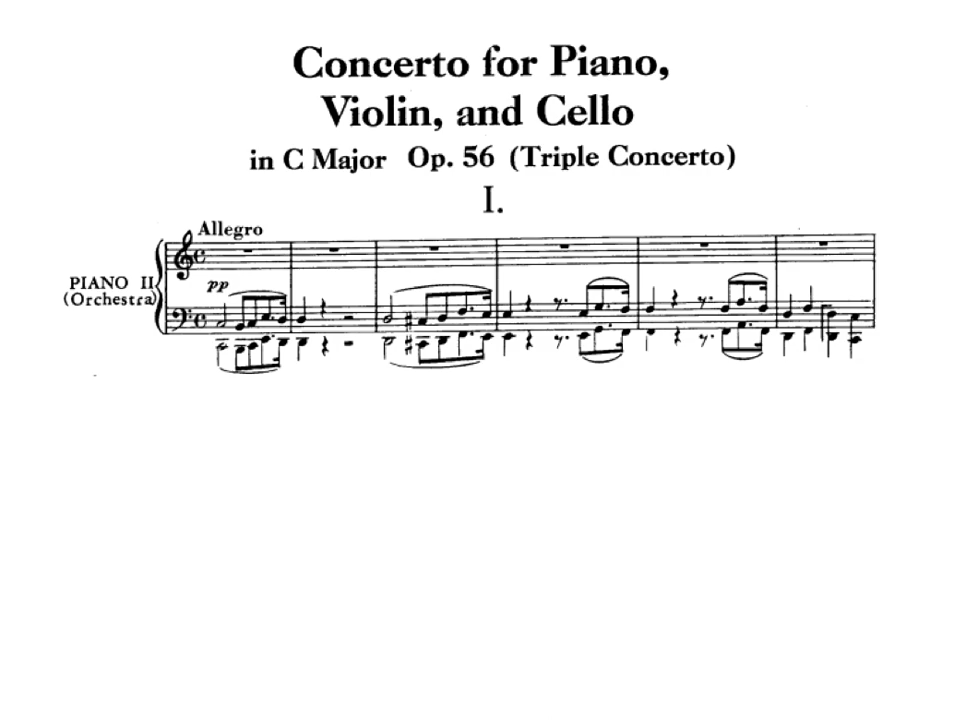 Concerto for Piano,
Violin, and Cello
in C Major Op. 56 (Triple Concerto)
I.
Allegro
PIANO II
(Orchestra)
pp